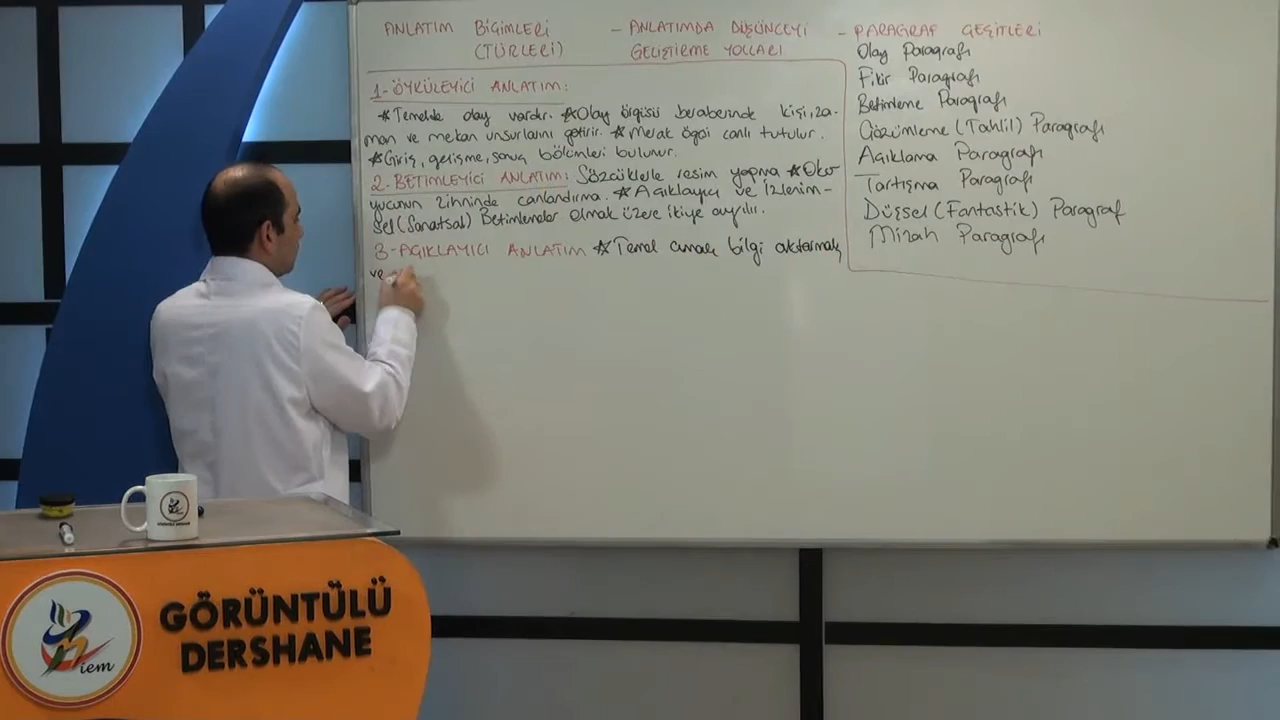 ANLATIM BİÇİMLERİ
(TÜRLERİ)
- ANLATIMDA DÜŞÜNCEYİ
GELİŞTİRME YOLLARI
- PARAGRAF ÇEŞİTLERİ
Olay Paragrafı
Fikir Paragrafı
Betimleme Paragrafı
Çözümleme (Tahlil) Paragrafı
Açıklama Paragrafı
Tartışma Paragrafı
Düşsel (Fantastik) Paragraf
Mizah Paragrafı
1-ÖYKÜLEYİCİ ANLATIM:
*Temelde olay vardır. *Olay örgüsü beraberinde kişi, za-
man ve mekan unsurlarını getirir. *Merak ögesi canlı tutulur.
*Giriş, gelişme, sonuç bölümleri bulunur.
2-BETİMLEYİCİ ANLATIM: Sözcüklerle resim yapma *Oku-
yucunun zihninde canlandırma. *Açıklayıcı ve İzlenim-
sel (Sanatsal) Betimlemeler olmak üzere ikiye ayrılır.
3-AÇIKLAYICI ANLATIM *Temel amaç bilgi aktarmak
ve
GÖRÜNTÜLÜ
DERSHANE
iem